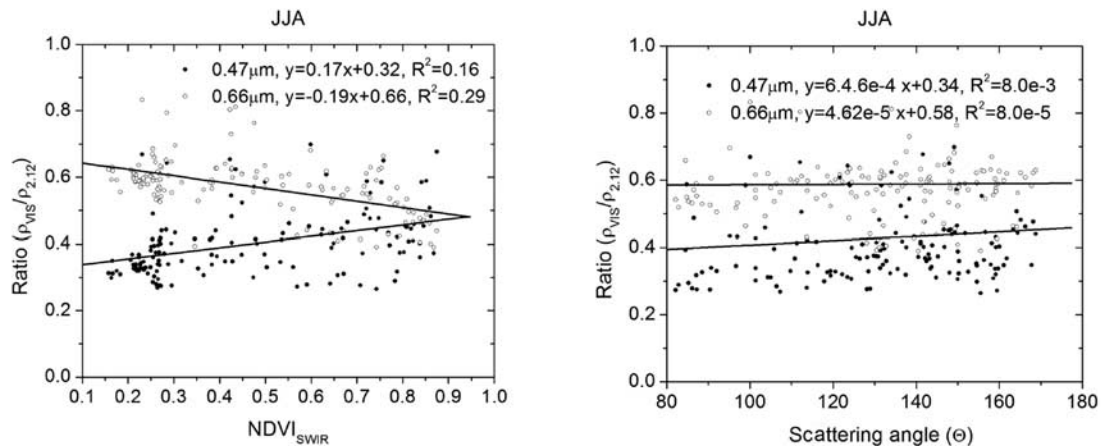 JJA
0.47μm, y=0.17x+0.32, R²=0.16
0.66μm, y=-0.19x+0.66, R²=0.29
Ratio (ρVIS/ρ2.12)
1.0
0.8
0.6
0.4
0.2
0.0
0.1 0.2 0.3 0.4 0.5 0.6 0.7 0.8 0.9 1.0
NDVISWIR
JJA
0.47μm, y=6.4.6e-4 x+0.34, R²=8.0e-3
0.66μm, y=4.62e-5 x+0.58, R²=8.0e-5
Ratio (ρVIS/ρ2.12)
1.0
0.8
0.6
0.4
0.2
0.0
80 100 120 140 160 180
Scattering angle (Θ)